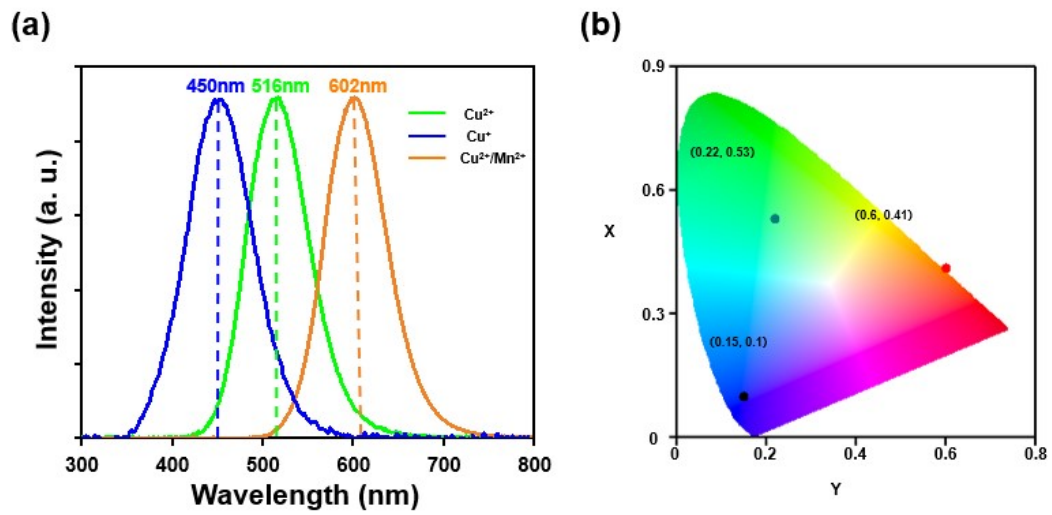 (a)
450nm 516nm 602nm
Cu²⁺
Cu⁺
Cu²⁺/Mn²⁺
Intensity (a. u.)
300 400 500 600 700 800
Wavelength (nm)
(b)
0.9
0.6
0.3
0
X
(0.22, 0.53)
(0.6, 0.41)
(0.15, 0.1)
0 0.2 0.4 0.6 0.8
Y